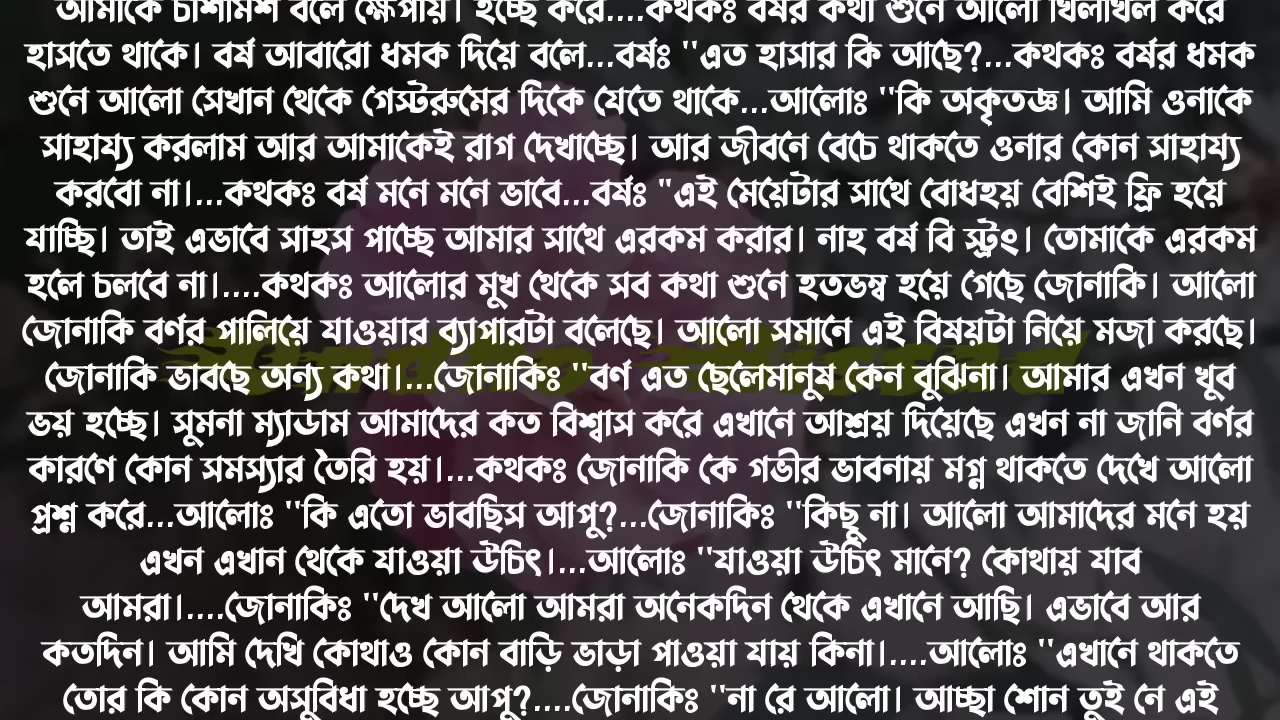 আমাকে চাশমিশ বলে ক্ষেপায়। ইচ্ছে করে....কথকঃ বর্ষর কথা শুনে আলো খিলখিল করে
হাসতে থাকে। বর্ষ আবারো ধমক দিয়ে বলে...বর্ষঃ ''এত হাসার কি আছে?...কথকঃ বর্ষর ধমক
শুনে আলো সেখান থেকে গেস্টরুমের দিকে যেতে থাকে...আলোঃ ''কি অকৃতজ্ঞ। আমি ওনাকে
সাহায্য করলাম আর আমাকেই রাগ দেখাচ্ছে। আর জীবনে বেচে থাকতে ওনার কোন সাহায্য
করবো না।...কথকঃ বর্ষ মনে মনে ভাবে...বর্ষঃ "এই মেয়েটার সাথে বোধহয় বেশিই ফ্রি হয়ে
যাচ্ছি। তাই এভাবে সাহস পাচ্ছে আমার সাথে এরকম করার। নাহ বর্ষ বি স্ট্রং। তোমাকে এরকম
হলে চলবে না।....কথকঃ আলোর মুখ থেকে সব কথা শুনে হতভম্ব হয়ে গেছে জোনাকি। আলো
জোনাকি বর্ণর পালিয়ে যাওয়ার ব্যাপারটা বলেছে। আলো সমানে এই বিষয়টা নিয়ে মজা করছে।
জোনাকি ভাবছে অন্য কথা।...জোনাকিঃ ''বর্ণ এত ছেলেমানুষ কেন বুঝিনা। আমার এখন খুব
ভয় হচ্ছে। সুমনা ম্যাডাম আমাদের কত বিশ্বাস করে এখানে আশ্রয় দিয়েছে এখন না জানি বর্ণর
কারণে কোন সমস্যার তৈরি হয়।...কথকঃ জোনাকি কে গভীর ভাবনায় মগ্ন থাকতে দেখে আলো
প্রশ্ন করে...আলোঃ ''কি এতো ভাবছিস আপু?...জোনাকিঃ ''কিছু না। আলো আমাদের মনে হয়
এখন এখান থেকে যাওয়া উচিৎ।...আলোঃ ''যাওয়া উচিৎ মানে? কোথায় যাব
আমরা।....জোনাকিঃ ''দেখ আলো আমরা অনেকদিন থেকে এখানে আছি। এভাবে আর
কতদিন। আমি দেখি কোথাও কোন বাড়ি ভাড়া পাওয়া যায় কিনা।....আলোঃ ''এখানে থাকতে
তোর কি কোন অসুবিধা হচ্ছে আপু?....জোনাকিঃ ''না রে আলো। আচ্ছা শোন তুই নে এই